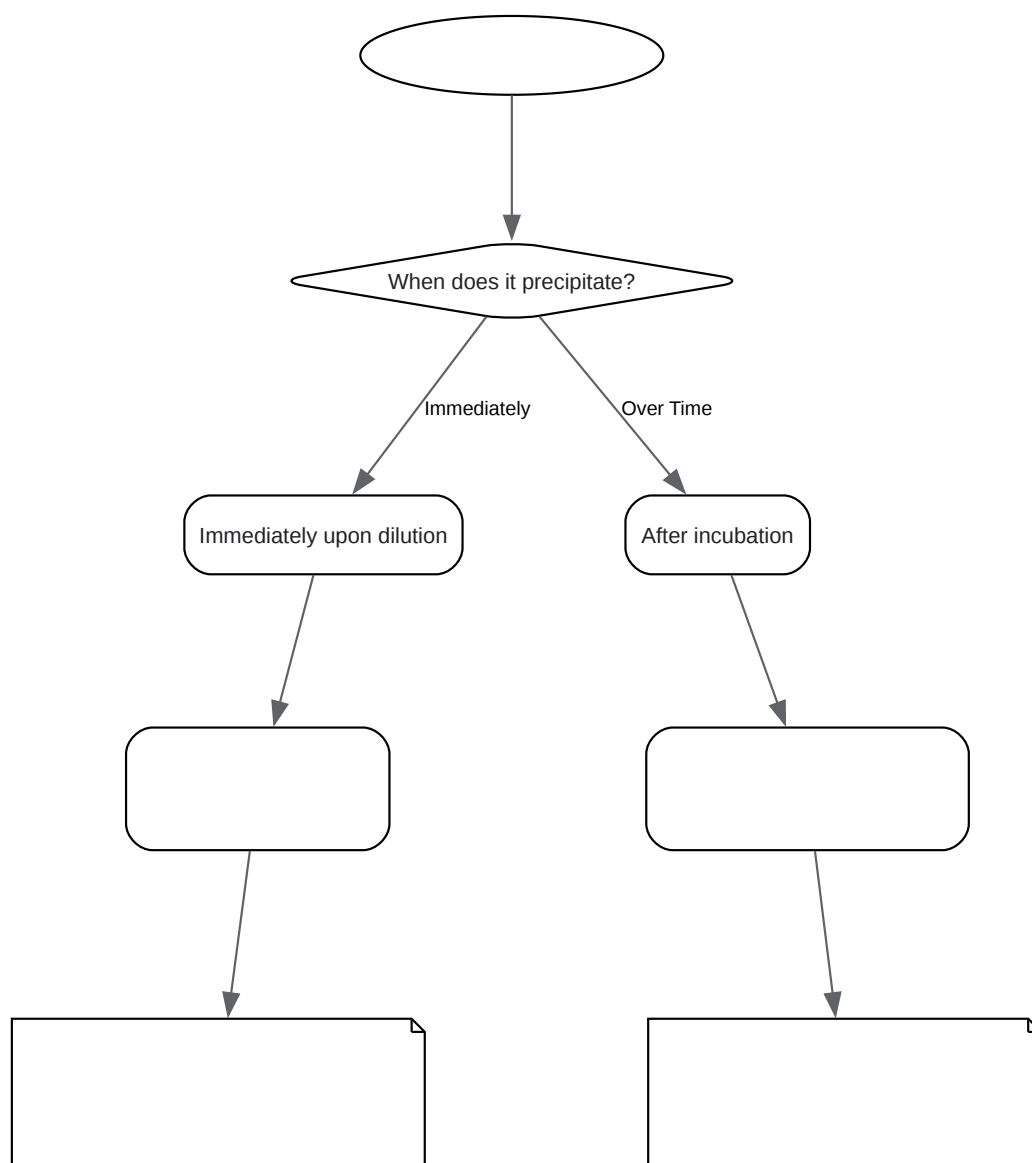 When does it precipitate?
Immediately
Over Time
Immediately upon dilution
After incubation